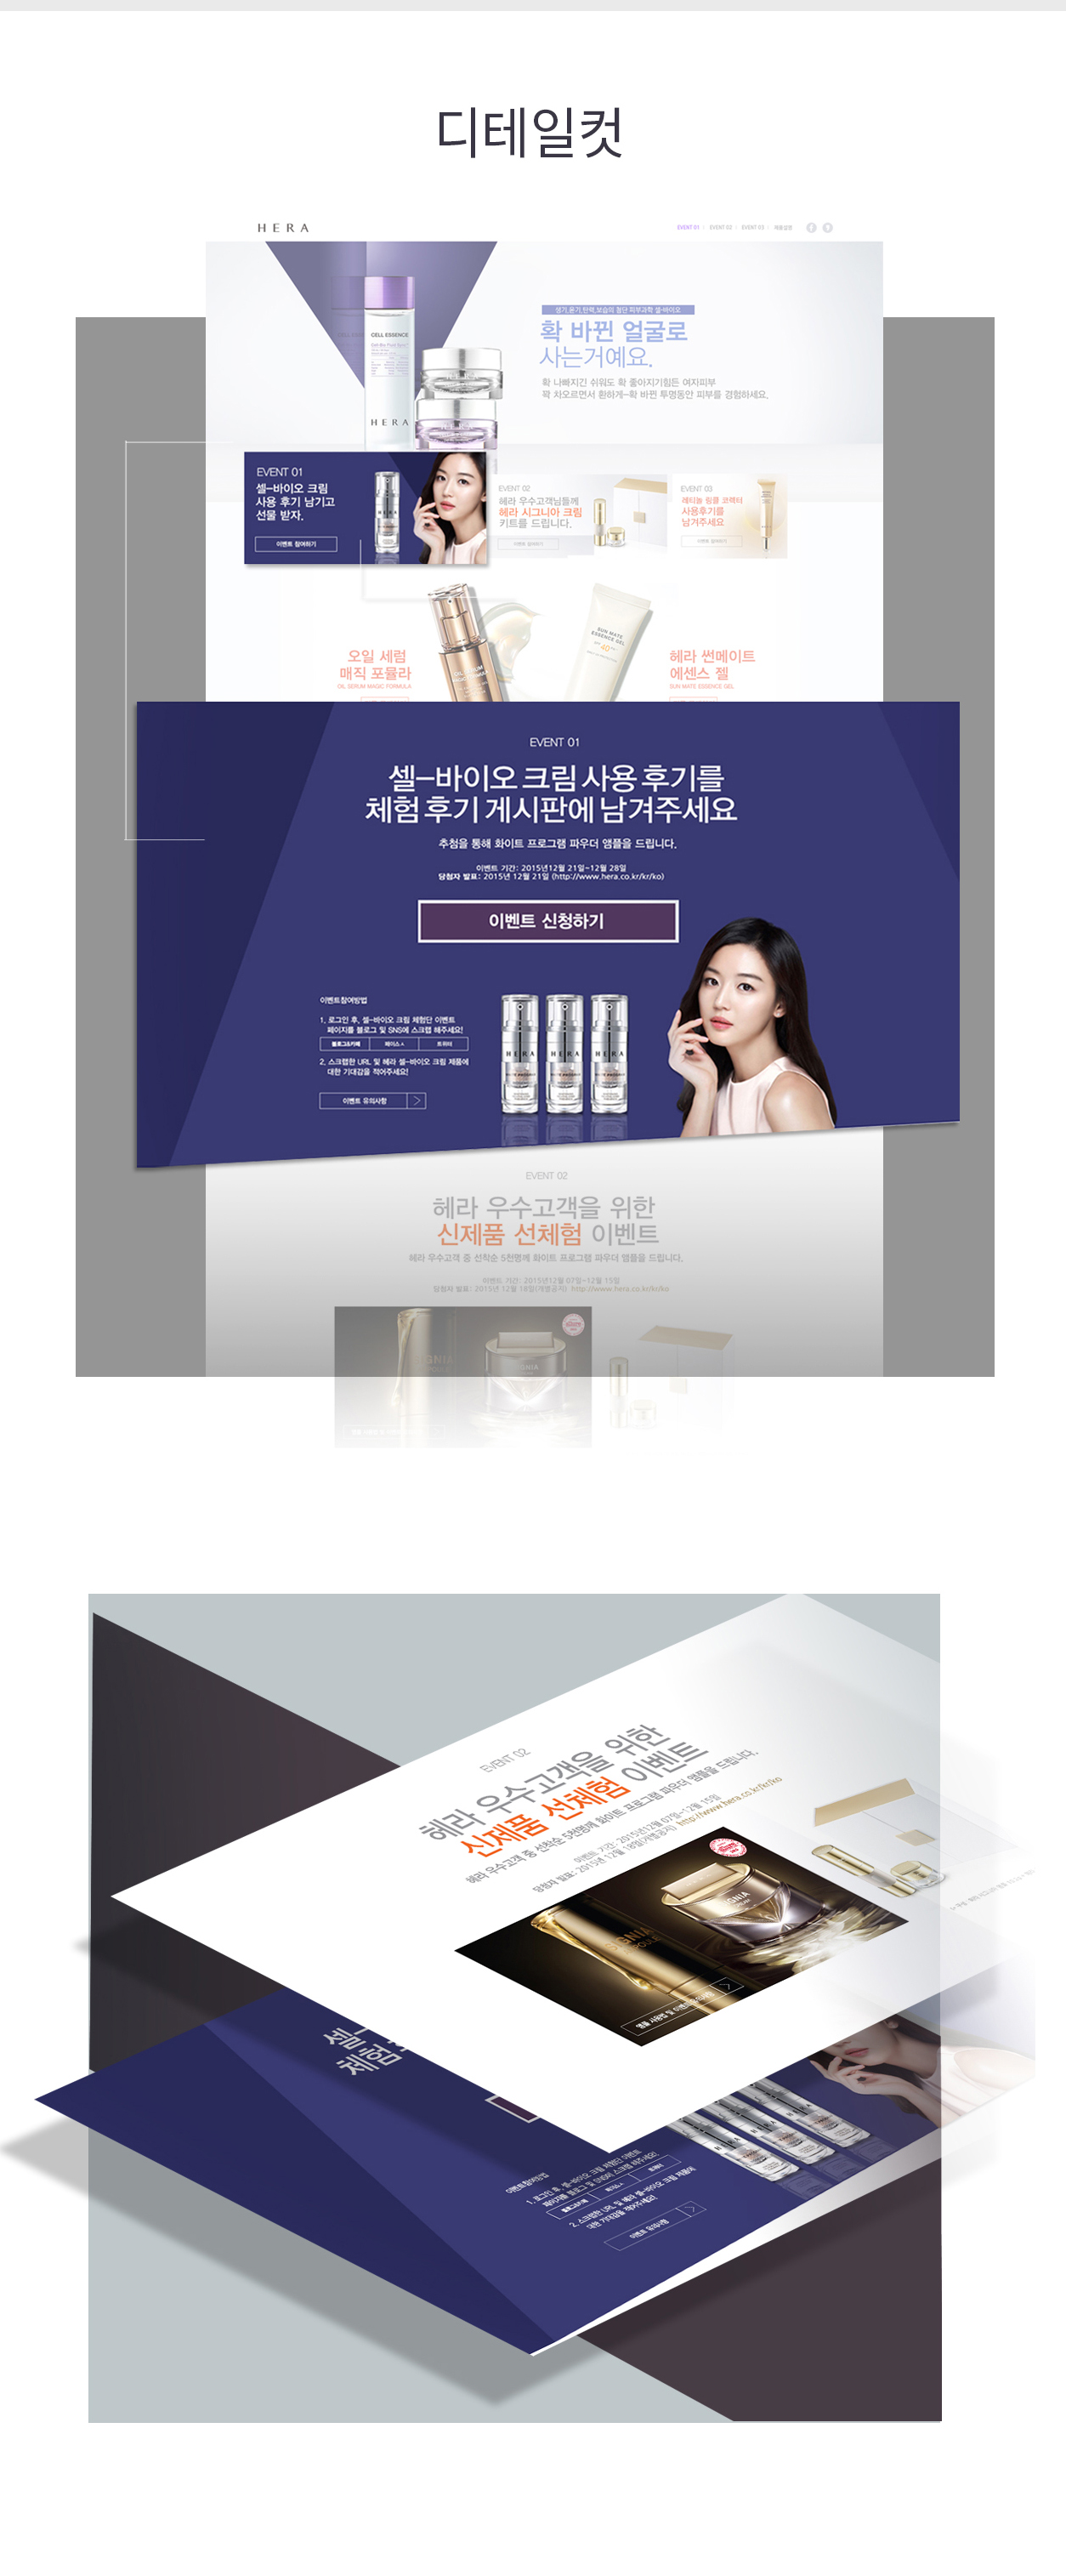 디테일컷
HERA
EVENT 01 EVENT 02 EVENT 03 제품설문
생기,윤기,탄력,보습의 첨단 피부과학 셀-바이오
확 바뀐 얼굴로
사는거예요.
확 나빠지긴 쉬워도 확 좋아지기힘든 여자피부
꽉 차오르면서 환하게-확 바뀐 투명동안 피부를 경험하세요.
CELL ESSENCE
HERA
EVENT 01
셀-바이오 크림
사용 후기 남기고
선물 받자.
이벤트 참여하기
HERA
EVENT 02
헤라 우수고객님들께
헤라 시그니아 크림
키트를 드립니다.
이벤트 참여하기
EVENT 03
레티놀 링클 코렉터
사용후기를
남겨주세요
이벤트 참여하기
오일 세럼
매직 포뮬라
OIL SERUM MAGIC FORMULA
SUN MATE
ESSENCE GEL
40
헤라 썬메이트
에센스 젤
SUN MATE ESSENCE GEL
EVENT 01
셀-바이오 크림 사용 후기를
체험 후기 게시판에 남겨주세요
추첨을 통해 화이트 프로그램 파우더 앰플을 드립니다.
이벤트 기간: 2015년12월 21일~12월 28일
당첨자 발표: 2015년 12월 21일 (http://www.hera.co.kr/kr/ko)
이벤트 신청하기
이벤트참여방법
1. 로그인 후, 셀-바이오 크림 체험단 이벤트
페이지를 블로그 및 SNS에 스크랩 해주세요!
블로그&카페 페이스ㅅ 트위터
2. 스크랩한 URL 및 헤라 셀-바이오 크림 제품에
대한 기대감을 적어주세요!
이벤트 유의사항
HERA HERA HERA
EVENT 02
헤라 우수고객을 위한
신제품 선체험 이벤트
헤라 우수고객 중 선착순 5천명께 화이트 프로그램 파우더 앰플을 드립니다.
이벤트 기간: 2015년12월 07일~12월 15일
당첨자 발표: 2015년 12월 18일(개별공지) http://www.hera.co.kr/kr/ko
EVENT 02
헤라 우수고객을 위한
신제품 선체험 이벤트
헤라 우수고객 중 선착순 5천명께 화이트 프로그램 파우더 앰플을 드립니다.
이벤트 기간: 2015년12월 07일~12월 15일
당첨자 발표: 2015년 12월 18일(개별공지) http://www.hera.co.kr/kr/ko
앰플 사용법 및 이벤트 유의사항
셀-
체험
HERA HERA HERA
이벤트참여방법
1. 로그인 후, 셀-바이오 크림 체험단 이벤트
페이지를 블로그 및 SNS에 스크랩 해주세요!
블로그&카페 페이스ㅅ 트위터
2. 스크랩한 URL 및 헤라 셀-바이오 크림 제품에
대한 기대감을 적어주세요!
이벤트 유의사항